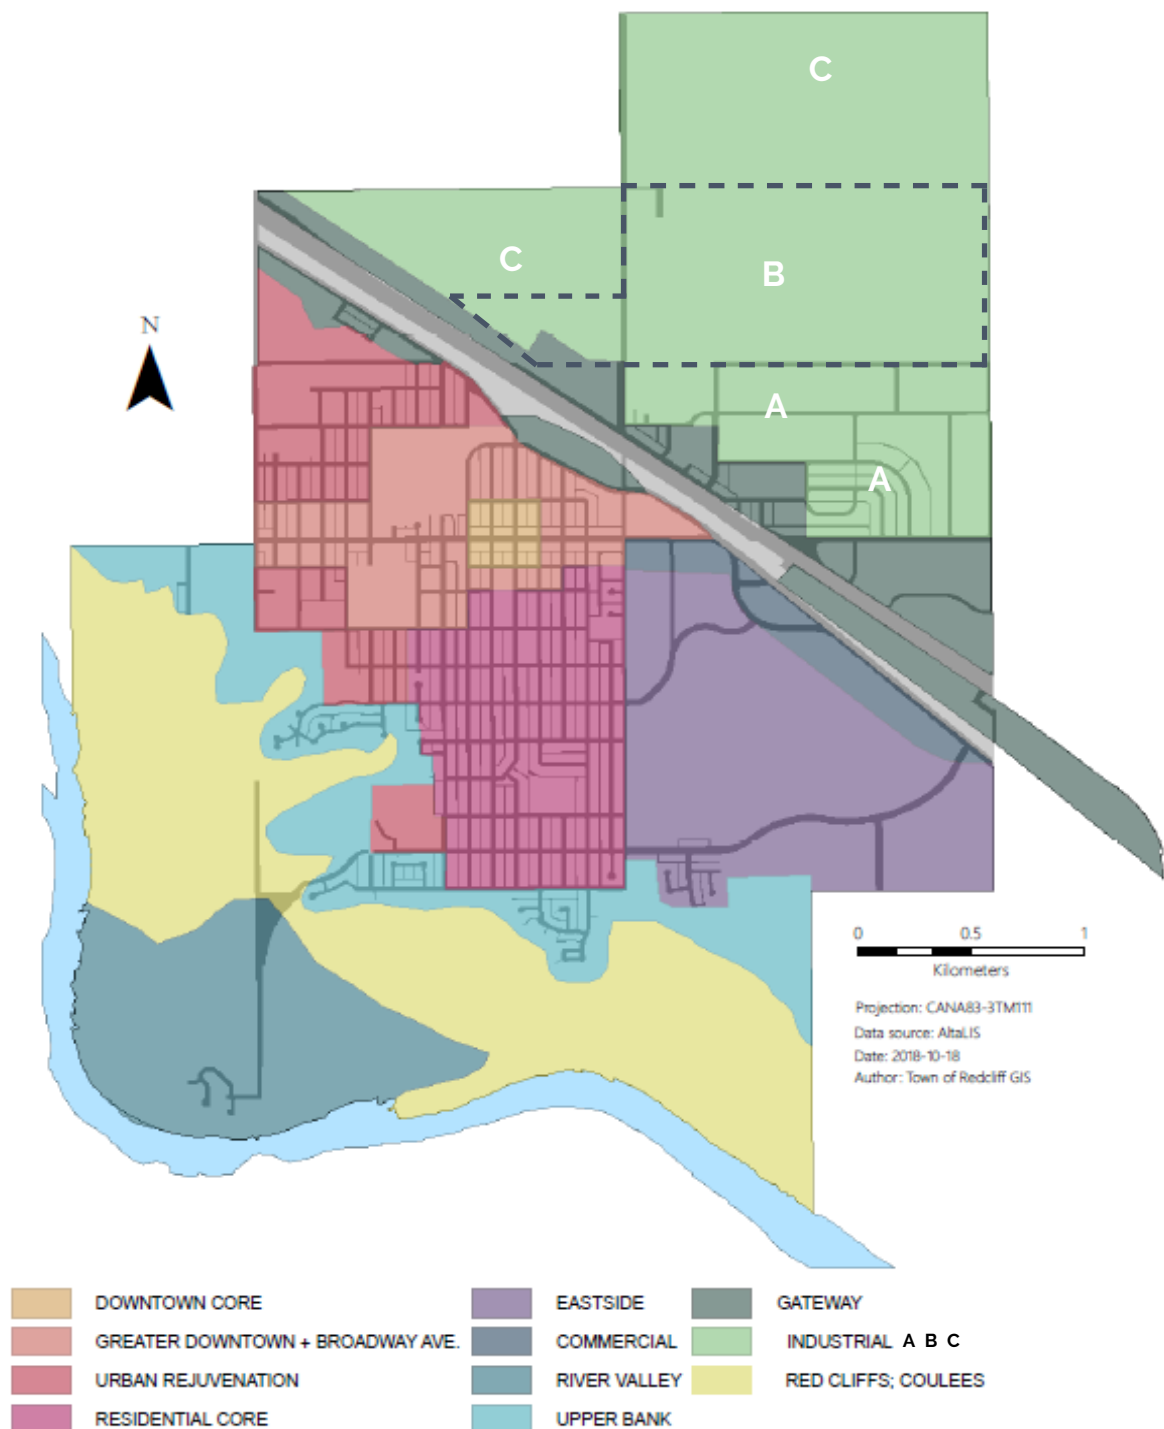 C
C
B
N
A
A
0 0.5 1
Kilometers
Projection: CANA83-3TM111
Data source: AltaLIS
Date: 2018-10-18
Author: Town of Redcliff GIS
DOWNTOWN CORE
GREATER DOWNTOWN + BROADWAY AVE.
URBAN REJUVENATION
RESIDENTIAL CORE
EASTSIDE
COMMERCIAL
RIVER VALLEY
UPPER BANK
GATEWAY
INDUSTRIAL A B C
RED CLIFFS; COULEES